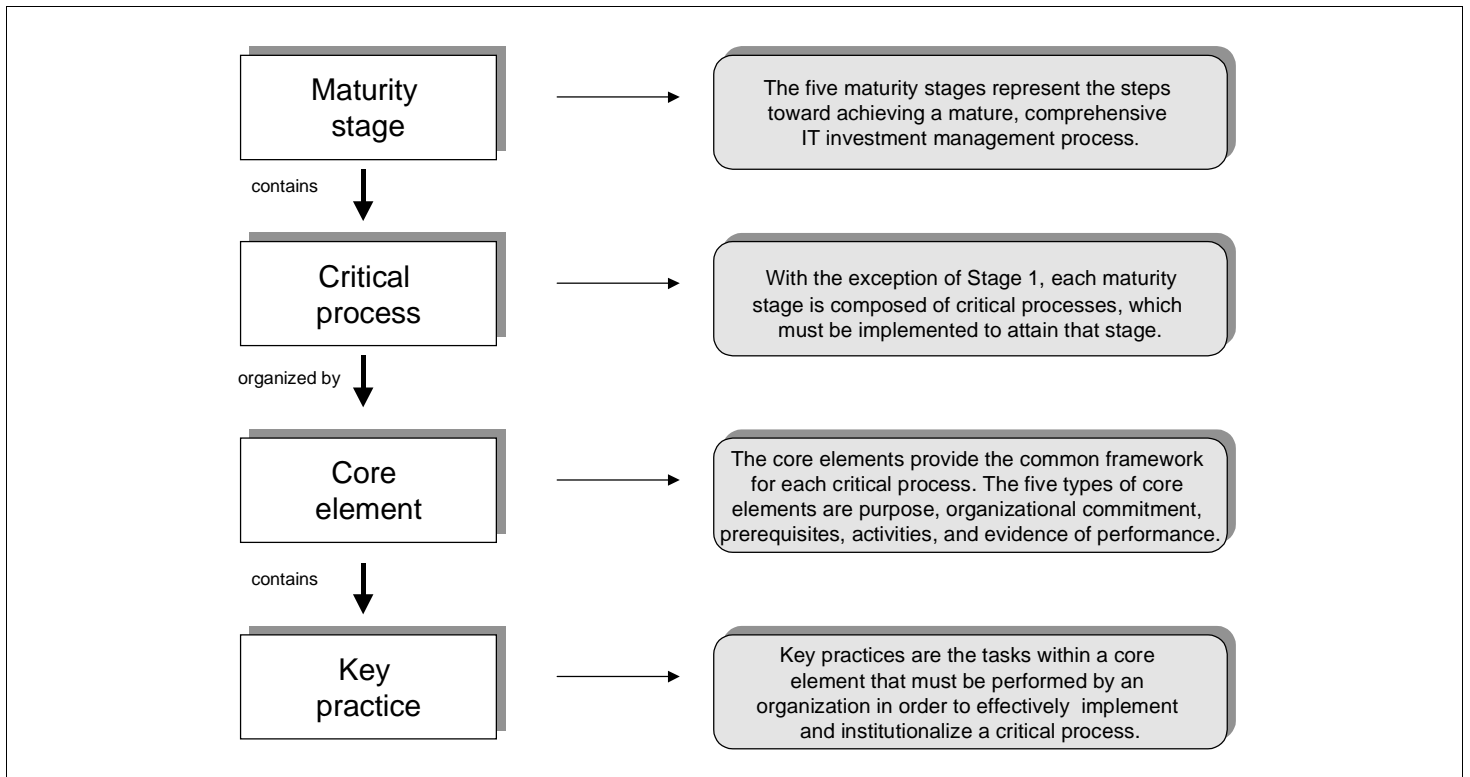 Maturity
stage
The five maturity stages represent the steps
toward achieving a mature, comprehensive
IT investment management process.
contains
Critical
process
With the exception of Stage 1, each maturity
stage is composed of critical processes, which
must be implemented to attain that stage.
organized by
Core
element
The core elements provide the common framework
for each critical process. The five types of core
elements are purpose, organizational commitment,
prerequisites, activities, and evidence of performance.
contains
Key
practice
Key practices are the tasks within a core
element that must be performed by an
organization in order to effectively implement
and institutionalize a critical process.